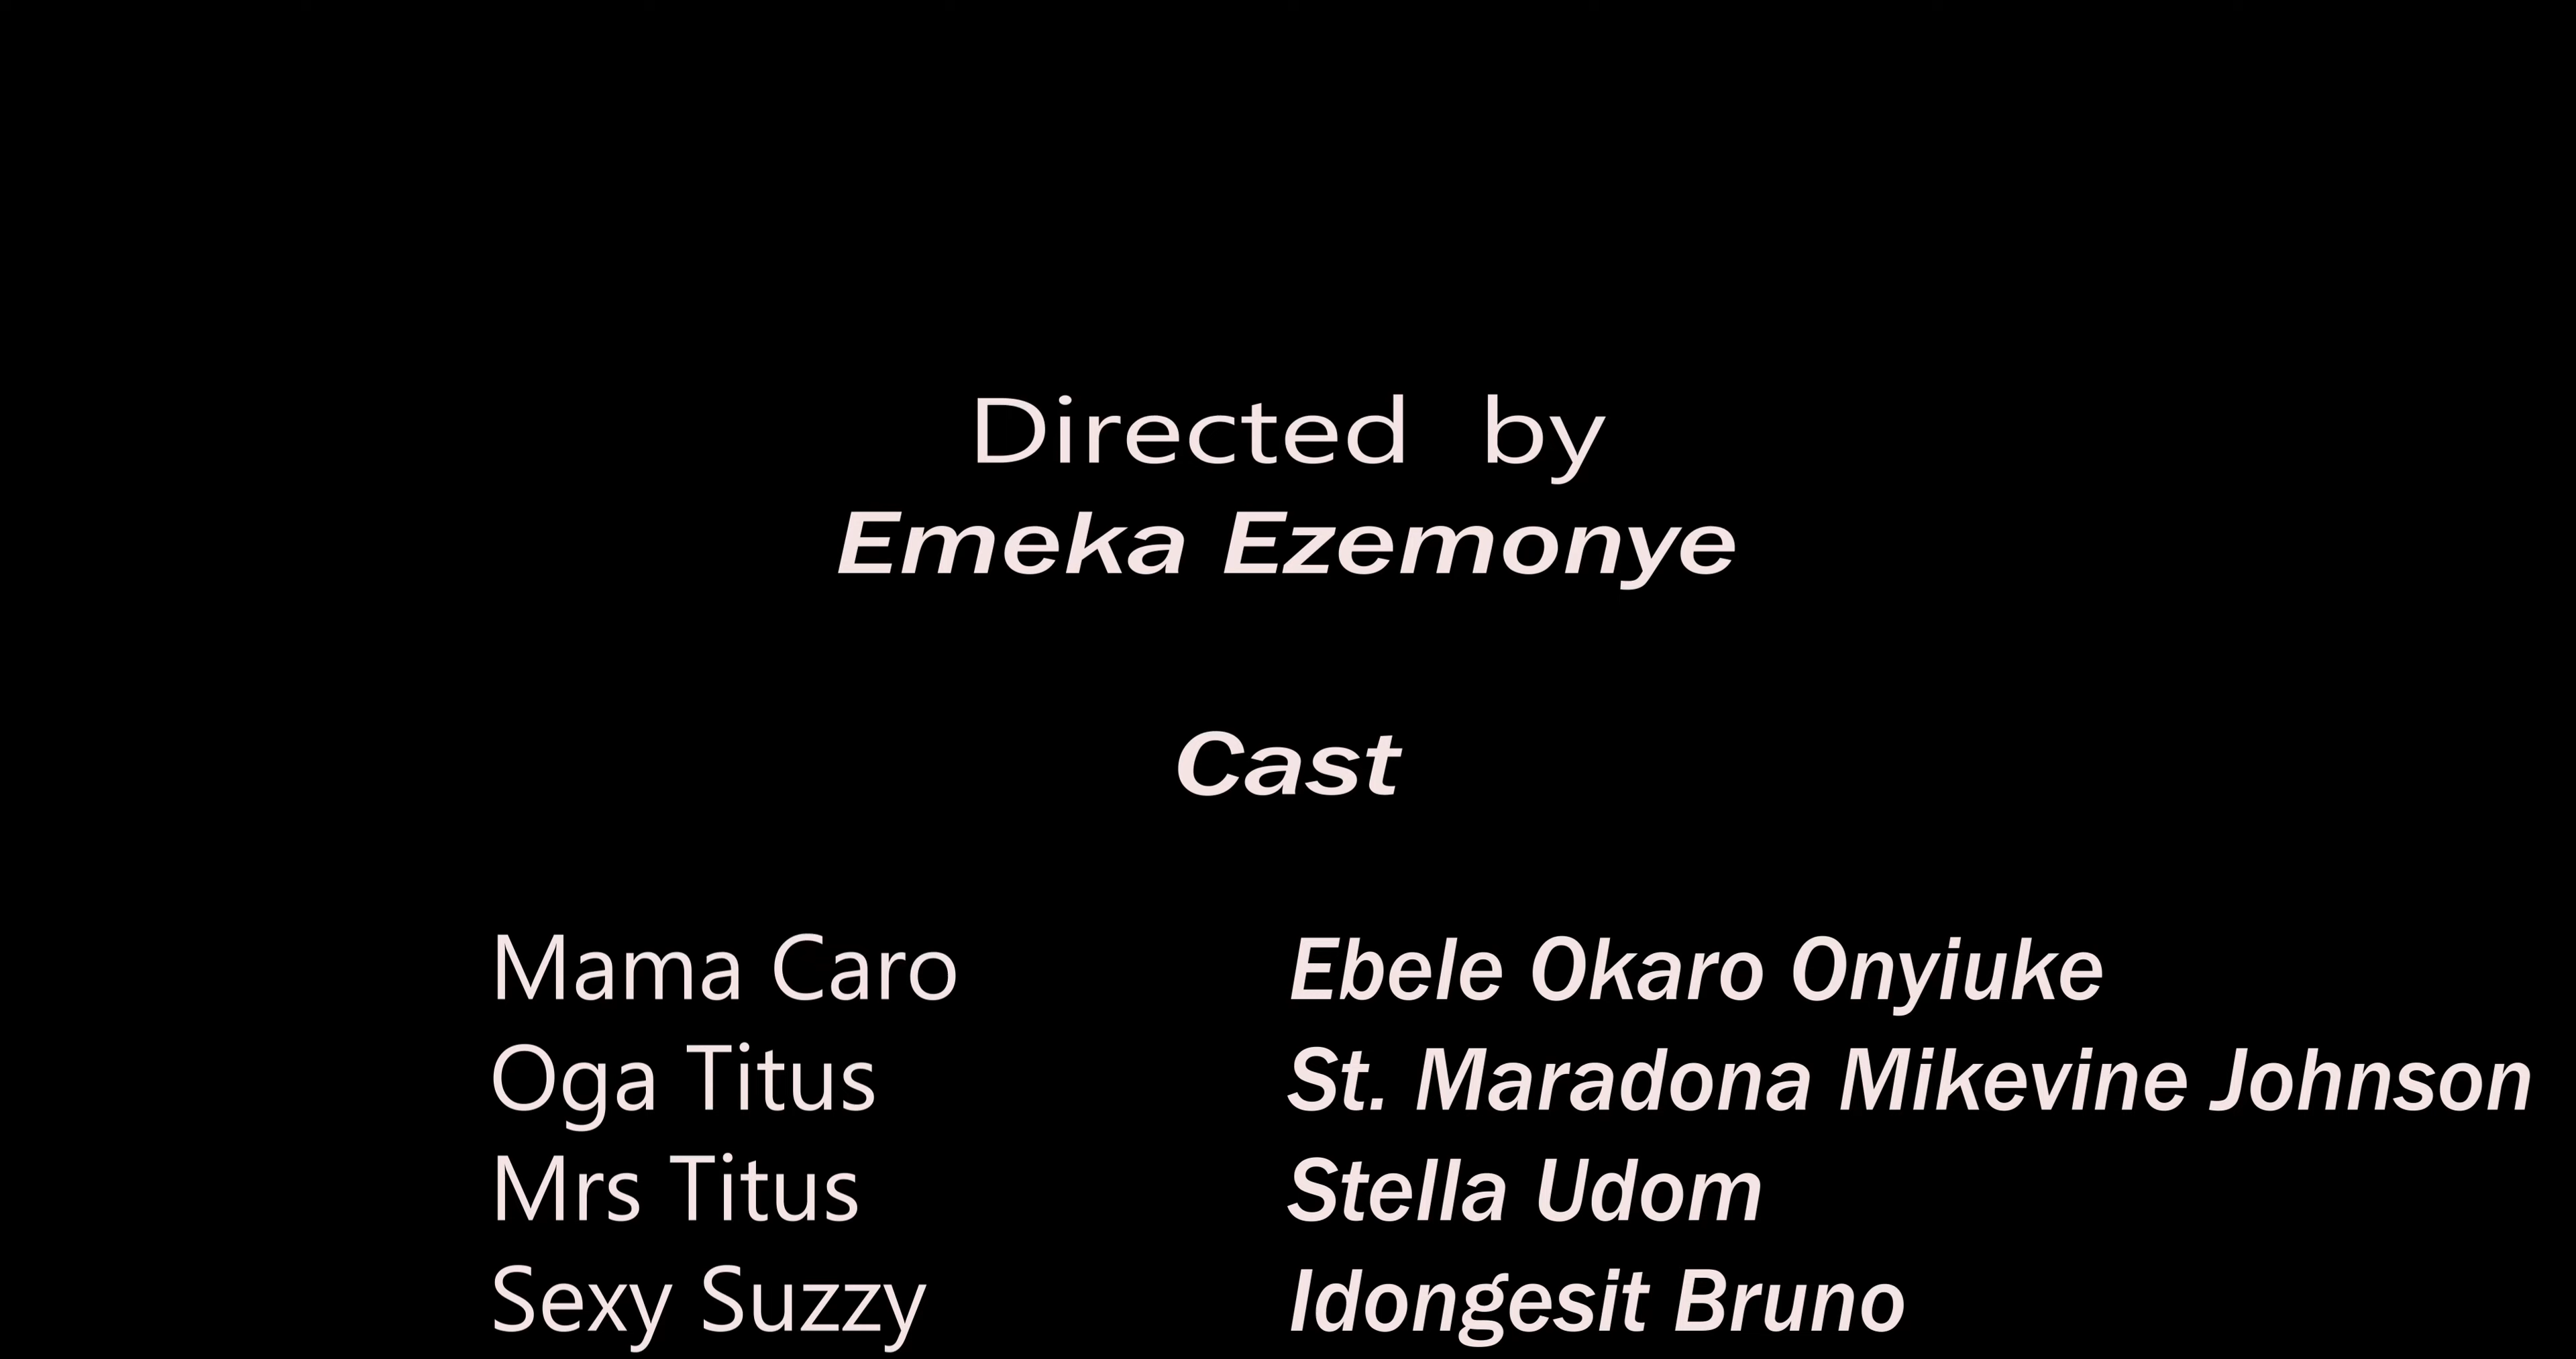 Directed by
Emeka Ezemonye
Cast
Mama Caro Ebele Okaro Onyiuke
Oga Titus St. Maradona Mikevine Johnson
Mrs Titus Stella Udom
Sexy Suzzy Idongesit Bruno